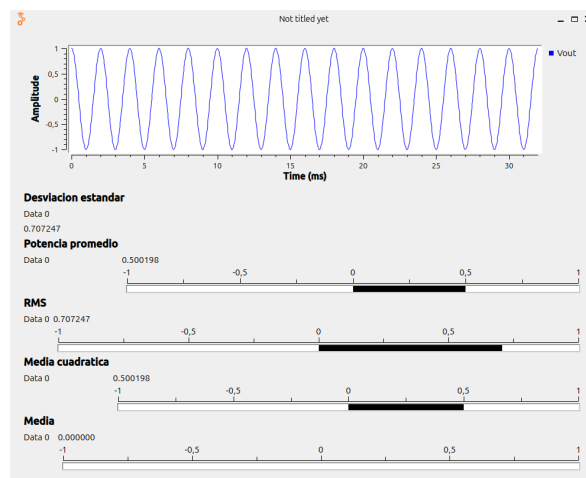 Not titled yet
Vout
Amplitude
1
0,5
0
-0,5
-1
0 5 10 15 20 25 30
Time (ms)
Desviacion estandar
Data 0
0.707247
Potencia promedio
Data 0 0.500198
-1 -0,5 0 0,5 1
RMS
Data 0 0.707247
-1 0 0,5 1
Media cuadratica
Data 0 0.500198
-1 -0,5 0 0,5 1
Media
Data 0 0.000000
-1 -0,5 0 0,5 1